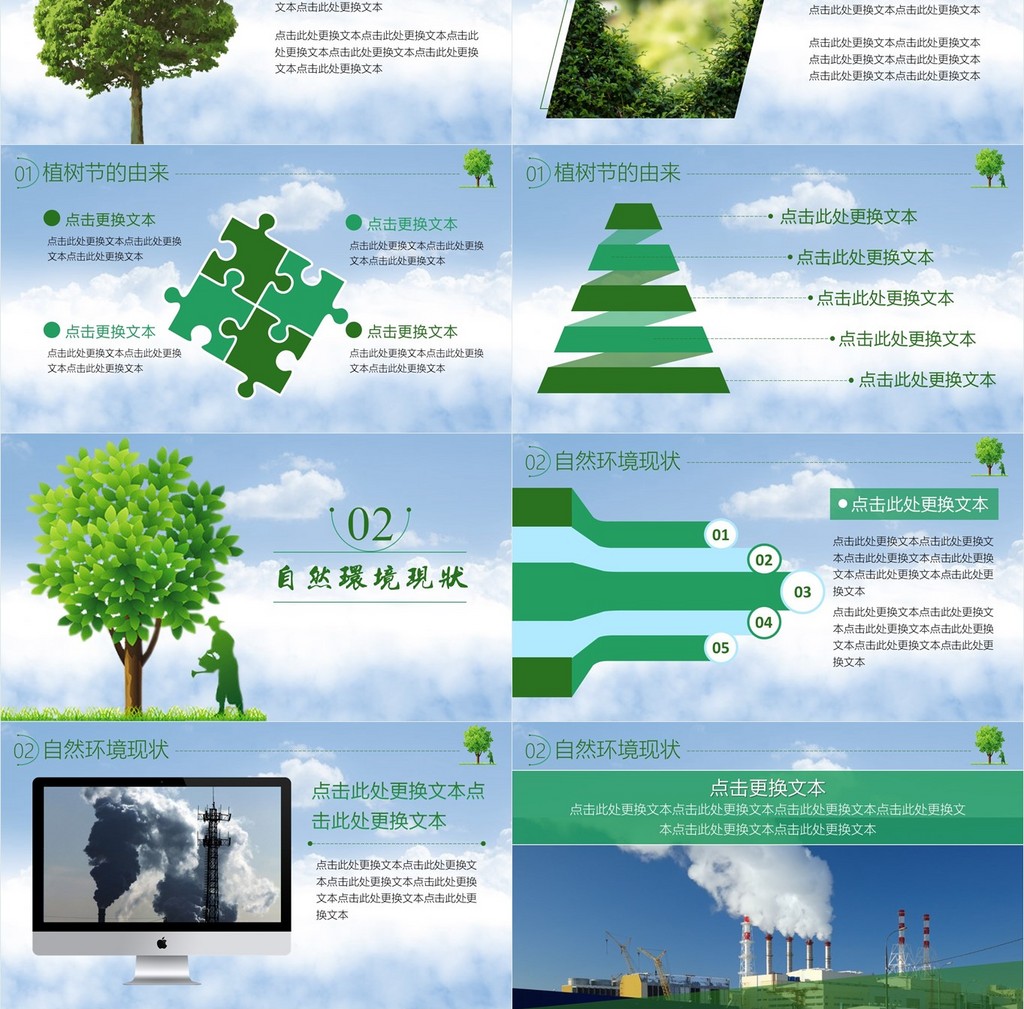 文本点击此处更换文本
点击此处更换文本点击此处更换文本点击此
处更换文本点击此处更换文本点击此处更换
文本点击此处更换文本
点击此处更换文本点击此处更换文本
点击此处更换文本点击此处更换文本
点击此处更换文本点击此处更换文本
点击此处更换文本点击此处更换文本
01 植树节的由来
点击更换文本
点击此处更换文本点击此处更换
文本点击此处更换文本
点击更换文本
点击此处更换文本点击此处更换
文本点击此处更换文本
点击更换文本
点击此处更换文本点击此处更换
文本点击此处更换文本
点击更换文本
点击此处更换文本点击此处更换
文本点击此处更换文本
01 植树节的由来
点击此处更换文本
点击此处更换文本
点击此处更换文本
点击此处更换文本
点击此处更换文本
02
自然環境現狀
02 自然环境现状
01
02
03
04
05
点击此处更换文本
点击此处更换文本点击此处更换文
本点击此处更换文本点击此处更换
文本点击此处更换文本点击此处更
换文本
点击此处更换文本点击此处更换文
本点击此处更换文本点击此处更换
文本点击此处更换文本点击此处更
换文本
02 自然环境现状
点击此处更换文本点
击此处更换文本
点击此处更换文本点击此处更换文
本点击此处更换文本点击此处更换
文本点击此处更换文本点击此处更
换文本
02 自然环境现状
点击更换文本
点击此处更换文本点击此处更换文本点击此处更换文本点击此处更换文
本点击此处更换文本点击此处更换文本